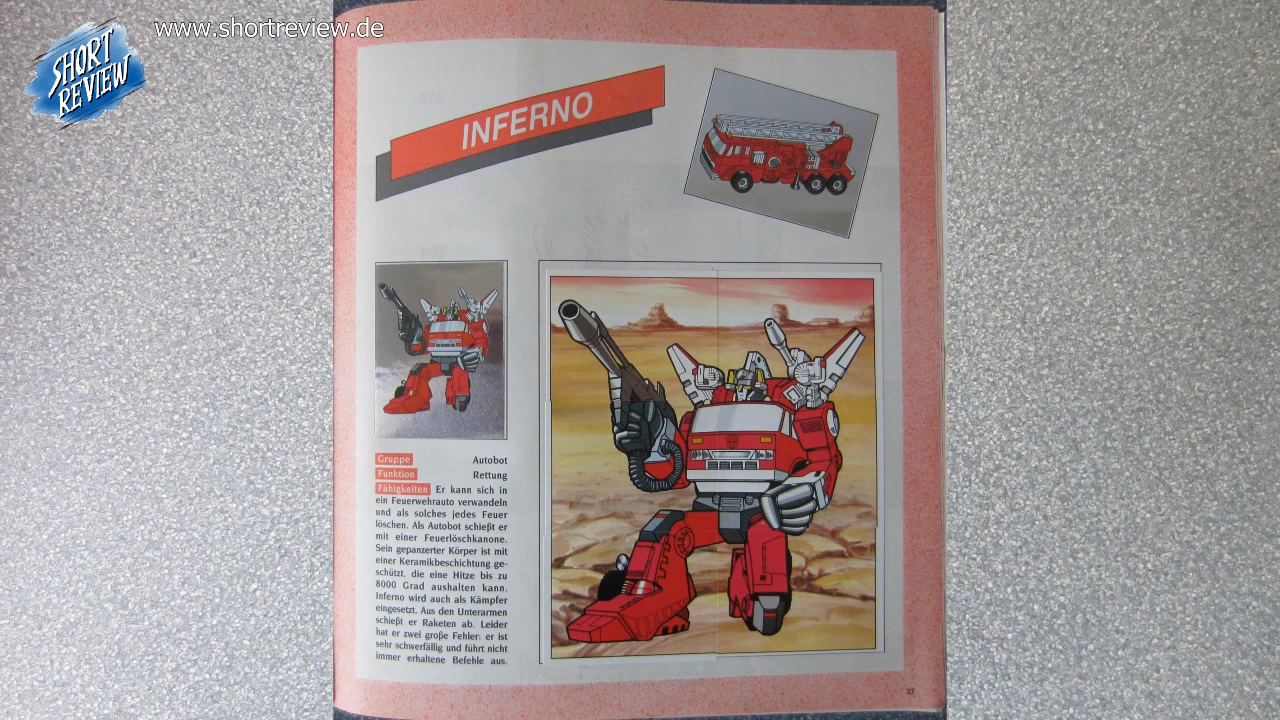 www.shortreview.de
SHORT
REVIEW
INFERNO
Gruppe Autobot
Funktion Rettung
Fähigkeiten Er kann sich in
ein Feuerwehrauto verwandeln
und als solches jedes Feuer
löschen. Als Autobot schießt er
mit einer Feuerlöschkanone.
Sein gepanzerter Körper ist mit
einer Keramikbeschichtung ge-
schützt, die eine Hitze bis zu
8000 Grad aushalten kann.
Inferno wird auch als Kämpfer
eingesetzt. Aus den Unterarmen
schießt er Raketen ab. Leider
hat er zwei große Fehler: er ist
sehr schwerfällig und führt nicht
immer erhaltene Befehle aus.
27